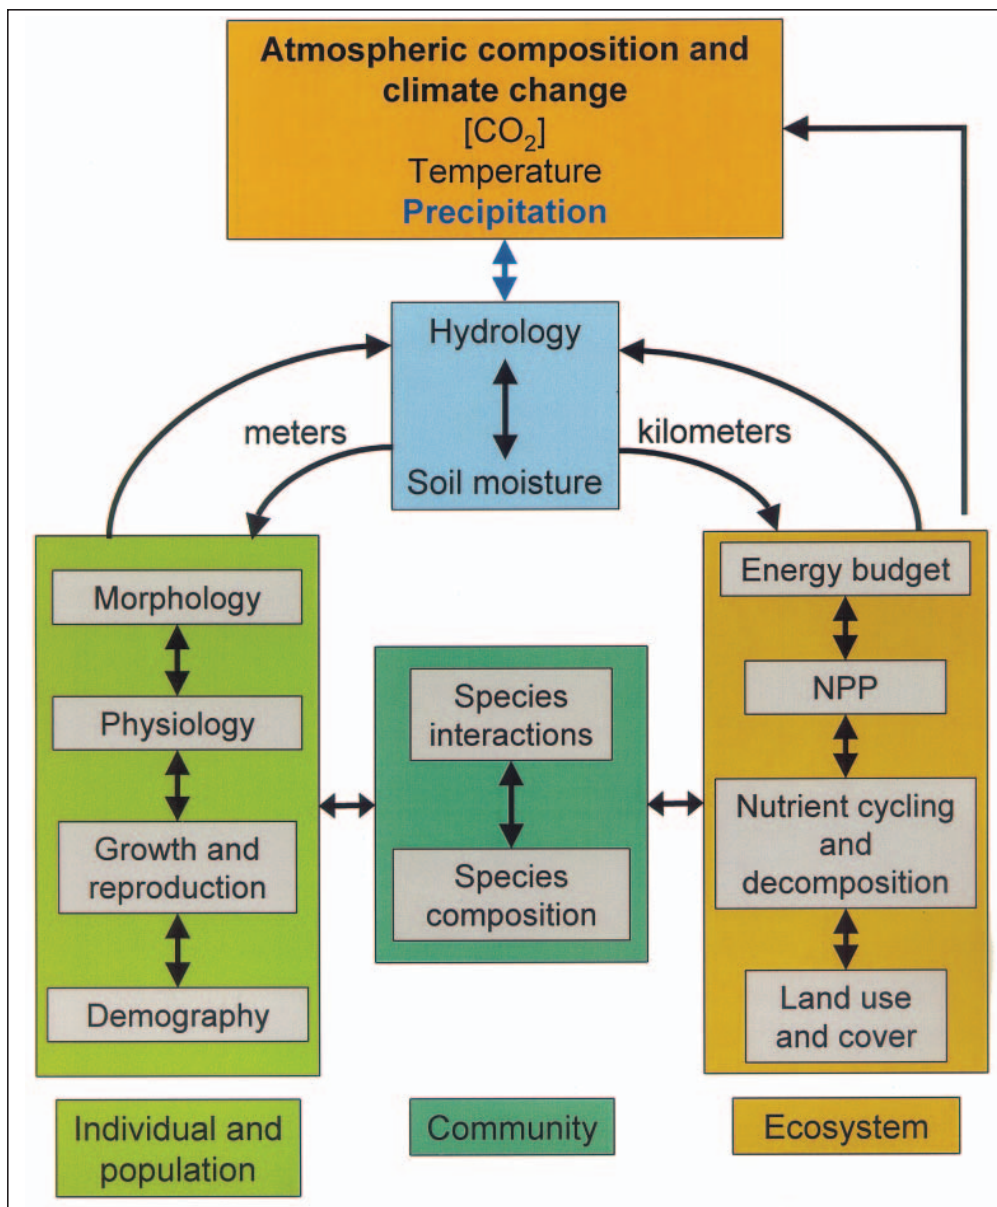 Atmospheric composition and
climate change
[CO₂]
Temperature
Precipitation
Hydrology
meters
kilometers
Soil moisture
Morphology
Physiology
Growth and
reproduction
Demography
Species
interactions
Species
composition
Energy budget
NPP
Nutrient cycling
and
decomposition
Land use
and cover
Individual and
population
Community
Ecosystem